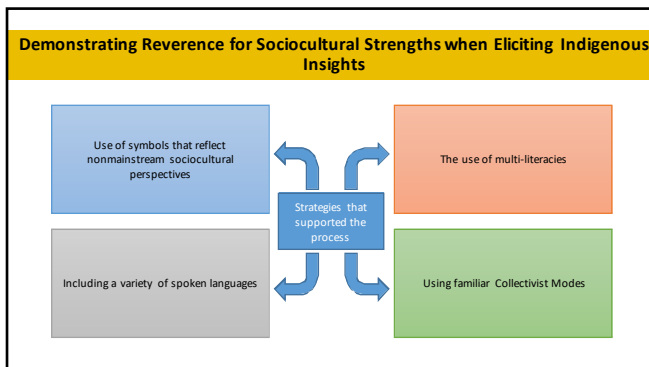 Demonstrating Reverence for Sociocultural Strengths when Eliciting Indigenous
Insights
Use of symbols that reflect
nonmainstream sociocultural
perspectives
The use of multi-literacies
Strategies that
supported the
process
Including a variety of spoken languages
Using familiar Collectivist Modes